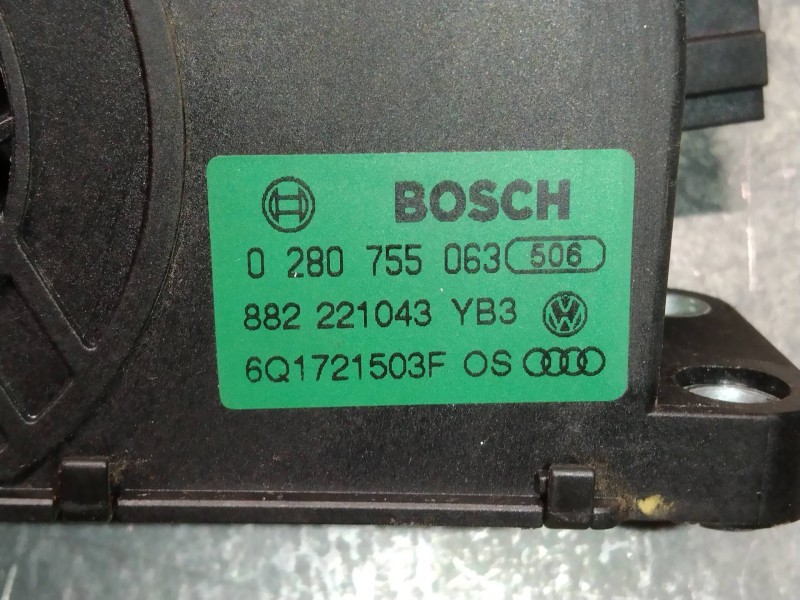 BOSCH
0 280 755 063 506
882 221043 YB3
6Q1721503F OS